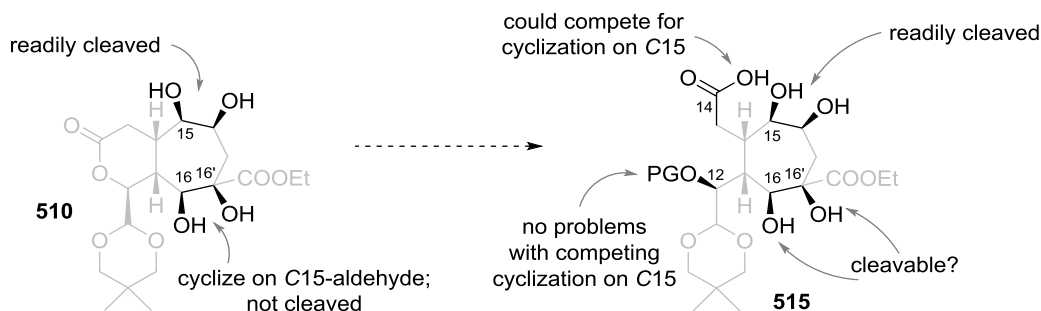 readily cleaved
HO
OH
H
15
O
O
16
16'
COOEt
H
OH
OH
510
O
O
cyclize on C15-aldehyde;
not cleaved
could compete for
cyclization on C15
readily cleaved
O
OH
14
OH
H
OH
15
PGO
12
16
16'
COOEt
H
OH
OH
no problems
with competing
cyclization on C15
O
O
cleavable?
515